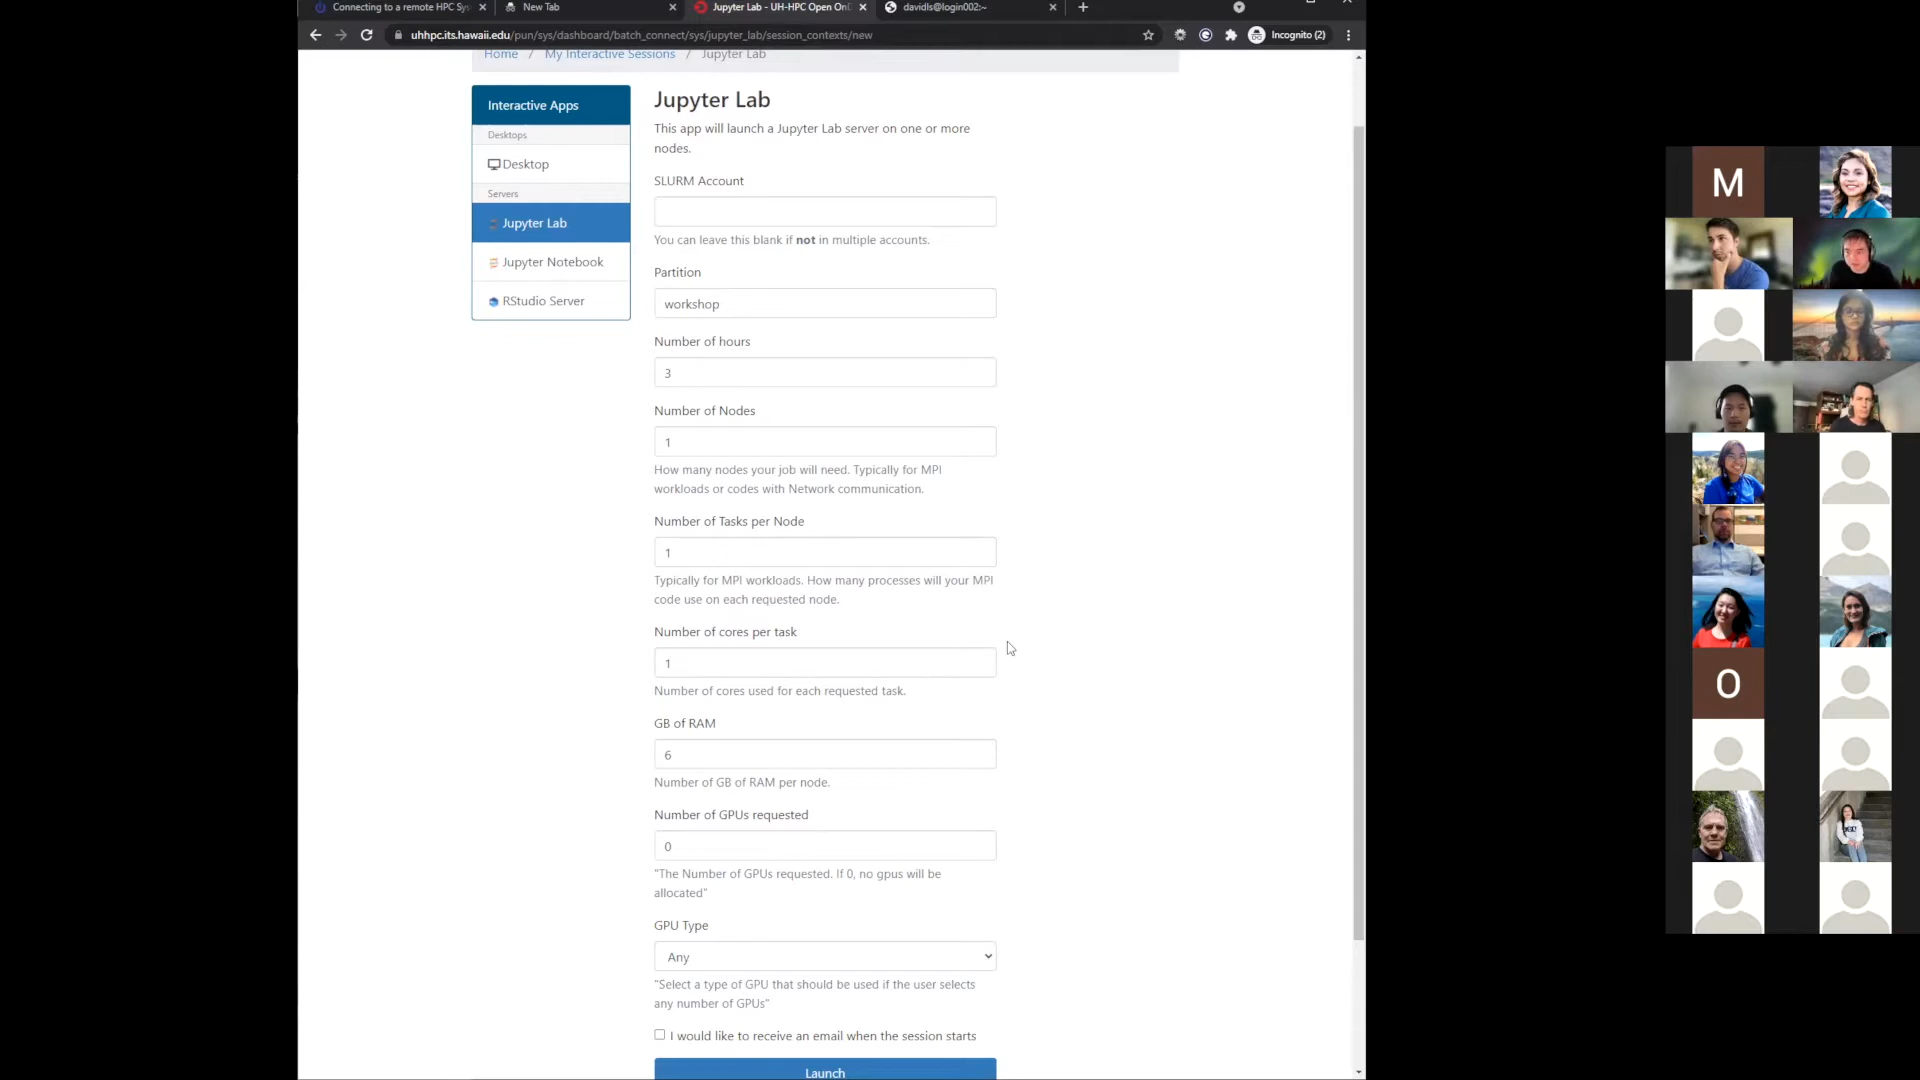 Connecting to a remote HPC Sys
New Tab
Jupyter Lab - UH-HPC Open OnD
davidls@login002:~
uhhpc.its.hawaii.edu/pun/sys/dashboard/batch_connect/sys/jupyter_lab/session_contexts/new
Incognito (2)
Home / My Interactive Sessions / Jupyter Lab
Interactive Apps
Desktops
Desktop
Servers
Jupyter Lab
Jupyter Notebook
RStudio Server
Jupyter Lab
This app will launch a Jupyter Lab server on one or more
nodes.
SLURM Account
You can leave this blank if not in multiple accounts.
Partition
workshop
Number of hours
3
Number of Nodes
1
How many nodes your job will need. Typically for MPI
workloads or codes with Network communication.
Number of Tasks per Node
1
Typically for MPI workloads. How many processes will your MPI
code use on each requested node.
Number of cores per task
1
Number of cores used for each requested task.
GB of RAM
6
Number of GB of RAM per node.
Number of GPUs requested
0
"The Number of GPUs requested. If 0, no gpus will be
allocated"
GPU Type
Any
"Select a type of GPU that should be used if the user selects
any number of GPUs"
I would like to receive an email when the session starts
Launch
M
O